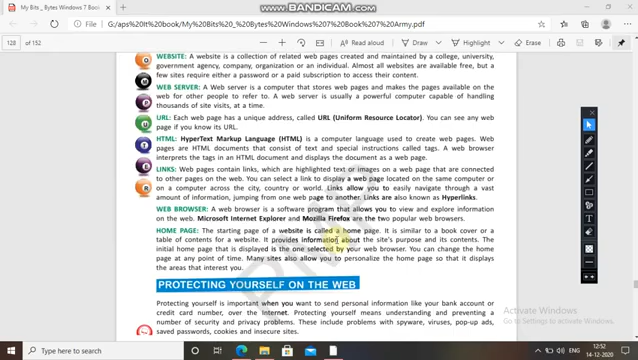 My Bits _ Bytes Windows 7 Book
www.BANDICAM.com
G:/aps %20It %20book/My%20Bits %20_%20Bytes%20Windows %207%20Book %207%20Army.pdf
128 of 152
Read aloud Draw Highlight Erase
WEBSITE: A website is a collection of related web pages created and maintained by a college, university,
government agency, company, organization or an individual. Almost all websites are available free, but a
few sites require either a password or a paid subscription to access their content.
WEB SERVER: A Web server is a computer that stores web pages and makes the pages available on the
web for other people to refer to. A web server is usually a powerful computer capable of handling
thousands of site visits, at a time.
URL: Each web page has a unique address, called URL (Uniform Resource Locator). You can see any web
page if you know its URL.
HTML: HyperText Markup Language (HTML) is a computer language used to create web pages. Web
pages are HTML documents that consist of text and special instructions called tags. A web browser
interprets the tags in an HTML document and displays the document as a web page.
LINKS: Web pages contain links, which are highlighted text or images on a web page that are connected
to other pages on the web. You can select a link to display a web page located on the same computer or
on a computer across the city, country or world. Links allow you to easily navigate through a vast
amount of information, jumping from one web page to another. Links are also known as Hyperlinks.
WEB BROWSER: A web browser is a software program that allows you to view and explore information
on the web. Microsoft Internet Explorer and Mozilla Firefox are the two popular web browsers.
HOME PAGE: The starting page of a website is called a home page. It is similar to a book cover or a
table of contents for a website. It provides information about the site's purpose and its contents. The
initial home page that is displayed is the one selected by your web browser. You can change the home
page at any point of time. Many sites also allow you to personalize the home page so that it displays
the areas that interest you.
PROTECTING YOURSELF ON THE WEB
Protecting yourself is important when you want to send personal information like your bank account or
credit card number, over the Internet. Protecting yourself means understanding and preventing a
number of security and privacy problems. These include problems with spyware, viruses, pop-up ads,
saved passwords, cookies and insecure sites.
Activate Windows
Go to Settings to activate Windows.
Type here to search
ENG
12:52
14-12-2020